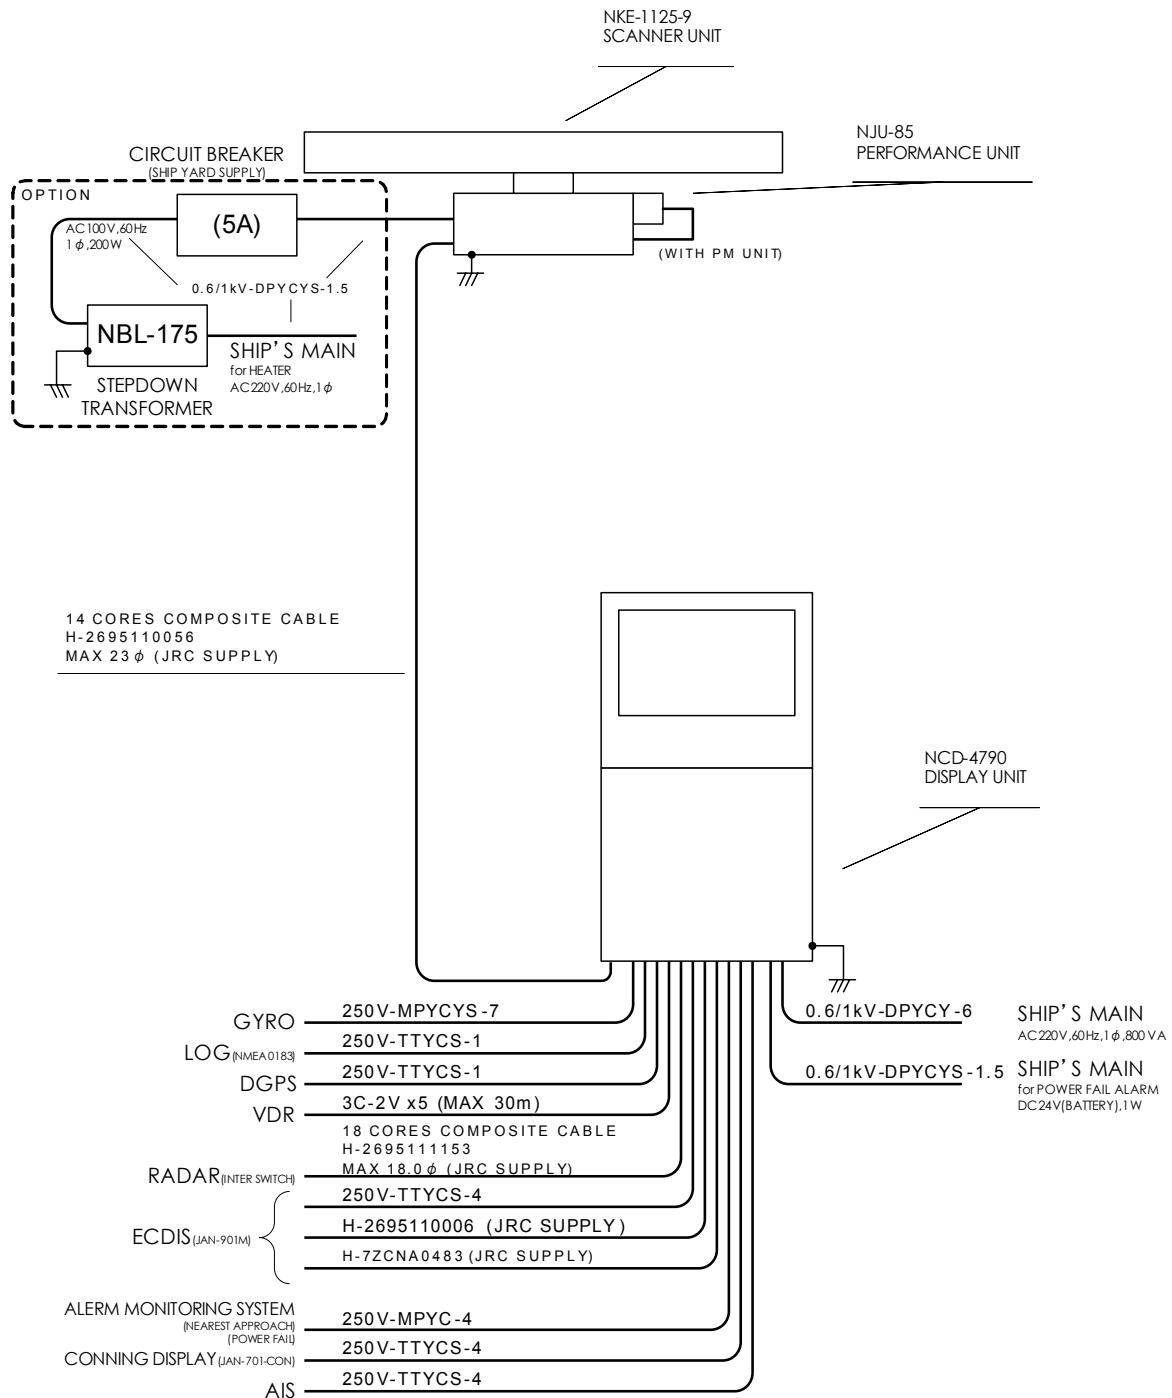 NKE-1125-9
SCANNER UNIT
NJU-85
PERFORMANCE UNIT
CIRCUIT BREAKER
(SHIP YARD SUPPLY)
OPTION
AC100V,60Hz
1φ,200W
(5A)
(WITH PM UNIT)
0.6/1kV-DPYCYS-1.5
NBL-175
SHIP'S MAIN
for HEATER
AC220V,60Hz,1φ
STEPDOWN
TRANSFORMER
14 CORES COMPOSITE CABLE
H-2695110056
MAX 23φ (JRC SUPPLY)
NCD-4790
DISPLAY UNIT
GYRO 250V-MPYCYS-7
LOG(NMEA0183) 250V-TTYCS-1
DGPS 250V-TTYCS-1
VDR 3C-2V x5 (MAX 30m)
18 CORES COMPOSITE CABLE
H-2695111153
RADAR(INTER SWITCH) MAX 18.0φ (JRC SUPPLY)
250V-TTYCS-4
ECDIS(JAN-901M) H-2695110006 (JRC SUPPLY)
H-7ZCNA0483 (JRC SUPPLY)
ALERM MONITORING SYSTEM
(NEAREST APPROACH)
(POWER FAIL)
250V-MPYC-4
CONNING DISPLAY(JAN-701-CON) 250V-TTYCS-4
AIS 250V-TTYCS-4
0.6/1kV-DPYCY-6 SHIP'S MAIN
AC220V,60Hz,1φ,800VA
0.6/1kV-DPYCYS-1.5 SHIP'S MAIN
for POWER FAIL ALARM
DC24V(BATTERY),1W